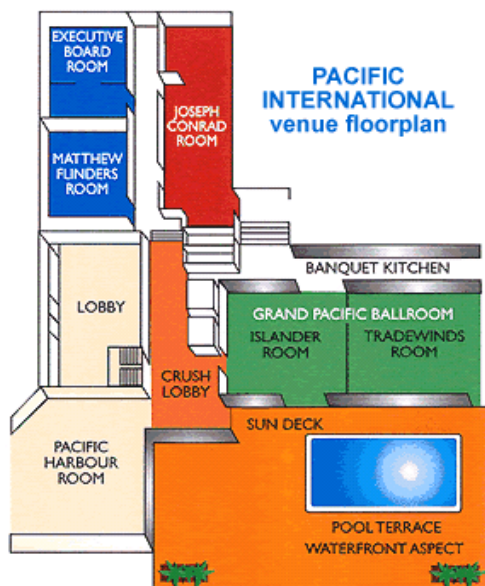 EXECUTIVE
BOARD
ROOM
JOSEPH
CONRAD
ROOM
PACIFIC
INTERNATIONAL
venue floorplan
MATTHEW
FLINDERS
ROOM
BANQUET KITCHEN
LOBBY
GRAND PACIFIC BALLROOM
ISLANDER
ROOM
TRADEWINDS
ROOM
CRUSH
LOBBY
SUN DECK
PACIFIC
HARBOUR
ROOM
POOL TERRACE
WATERFRONT ASPECT